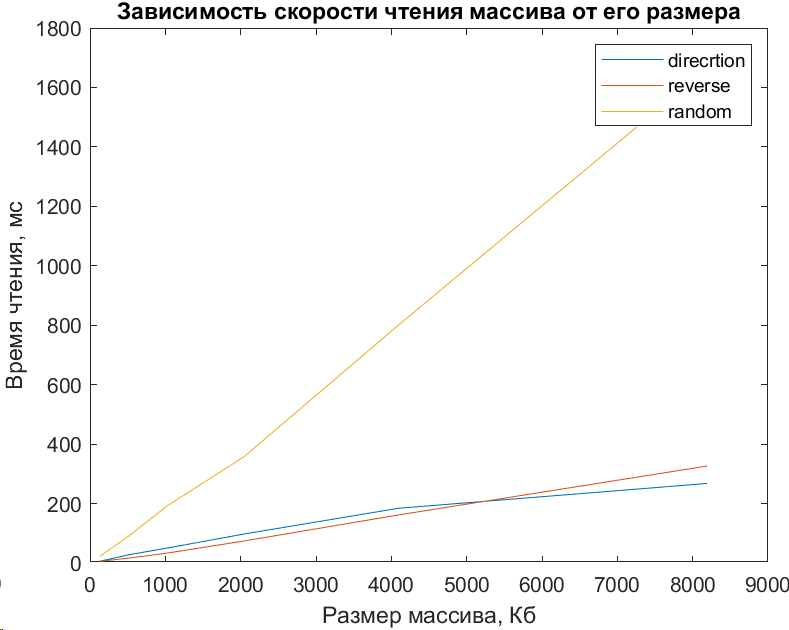 Зависимость скорости чтения массива от его размера
direcrtion
reverse
random
1800
1600
1400
1200
1000
800
600
400
200
0
Время чтения, мс
0 1000 2000 3000 4000 5000 6000 7000 8000 9000
Размер массива, Кб